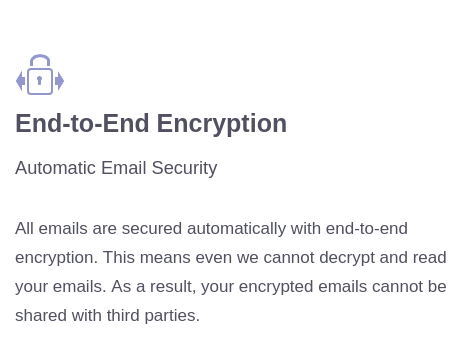 End-to-End Encryption
Automatic Email Security
All emails are secured automatically with end-to-end
encryption. This means even we cannot decrypt and read
your emails. As a result, your encrypted emails cannot be
shared with third parties.